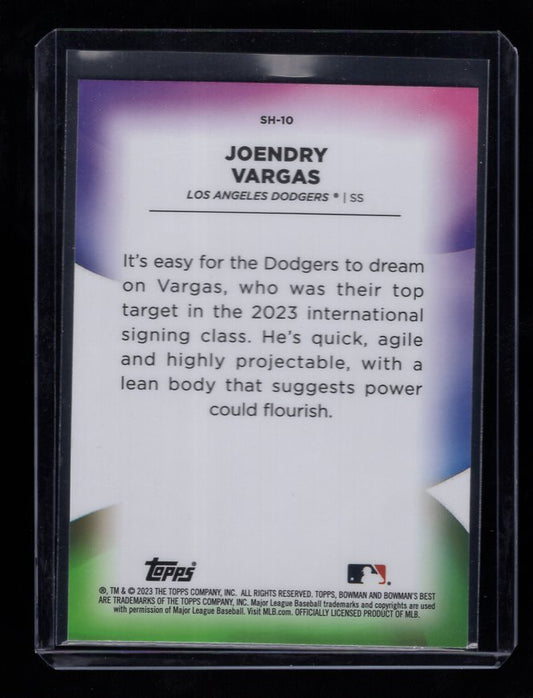 SH-10
JOENDRY
VARGAS
LOS ANGELES DODGERS ® | SS
It's easy for the Dodgers to dream
on Vargas, who was their top
target in the 2023 international
signing class. He's quick, agile
and highly projectable, with a
lean body that suggests power
could flourish.
topps
®, TM & © 2023 THE TOPPS COMPANY, INC. ALL RIGHTS RESERVED. TOPPS, BOWMAN AND BOWMAN'S BEST
ARE TRADEMARKS OF THE TOPPS COMPANY, INC. Major League Baseball trademarks and copyrights are used
with permission of Major League Baseball. Visit MLB.com. OFFICIALLY LICENSED PRODUCT OF MLB.